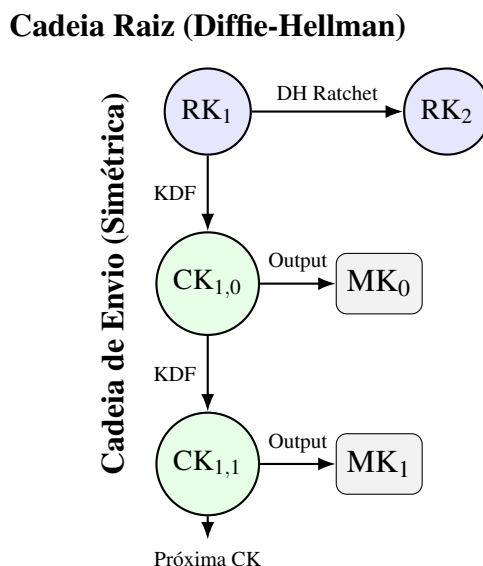 Cadeia Raiz (Diffie-Hellman)
Cadeia de Envio (Simétrica)
RK1
DH Ratchet
RK2
KDF
CK1,0
Output
MK0
KDF
CK1,1
Output
MK1
Próxima CK